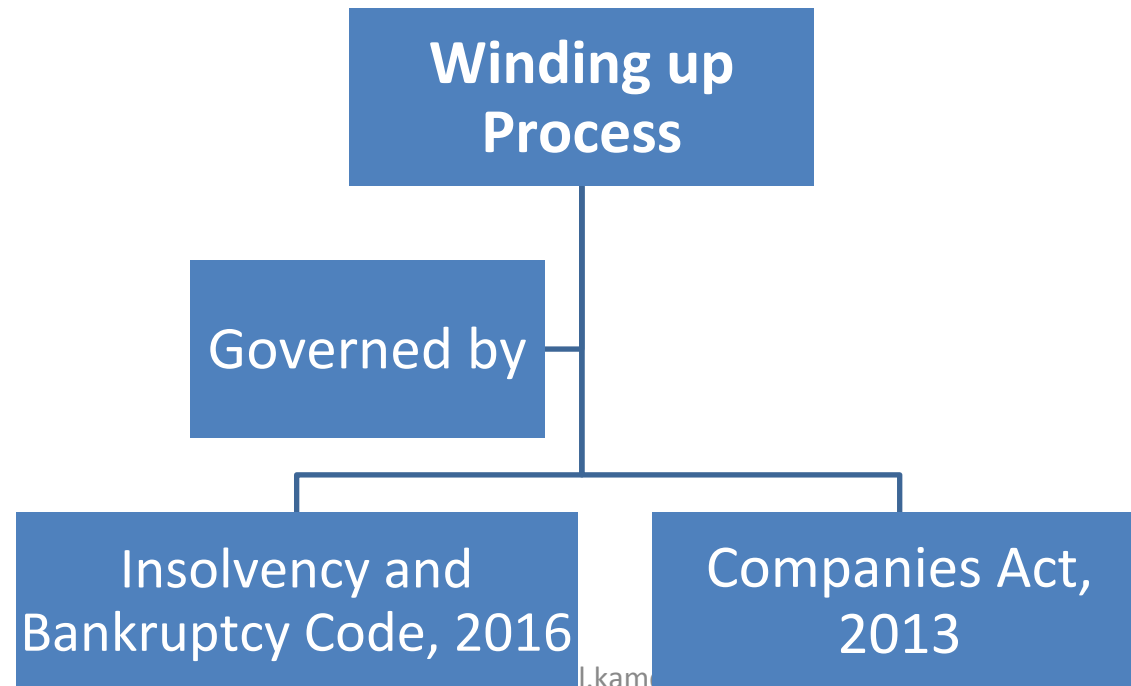 Winding up
Process
Governed by
Insolvency and
Bankruptcy Code, 2016
Companies Act,
2013